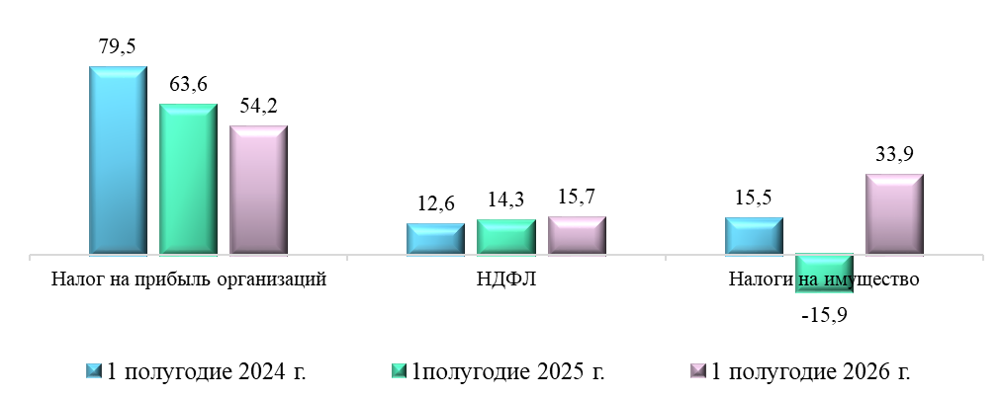 79,5
63,6
54,2
12,6
14,3
15,7
15,5
-15,9
33,9
Налог на прибыль организаций
НДФЛ
Налоги на имущество
1 полугодие 2024 г.
1полугодие 2025 г.
1 полугодие 2026 г.